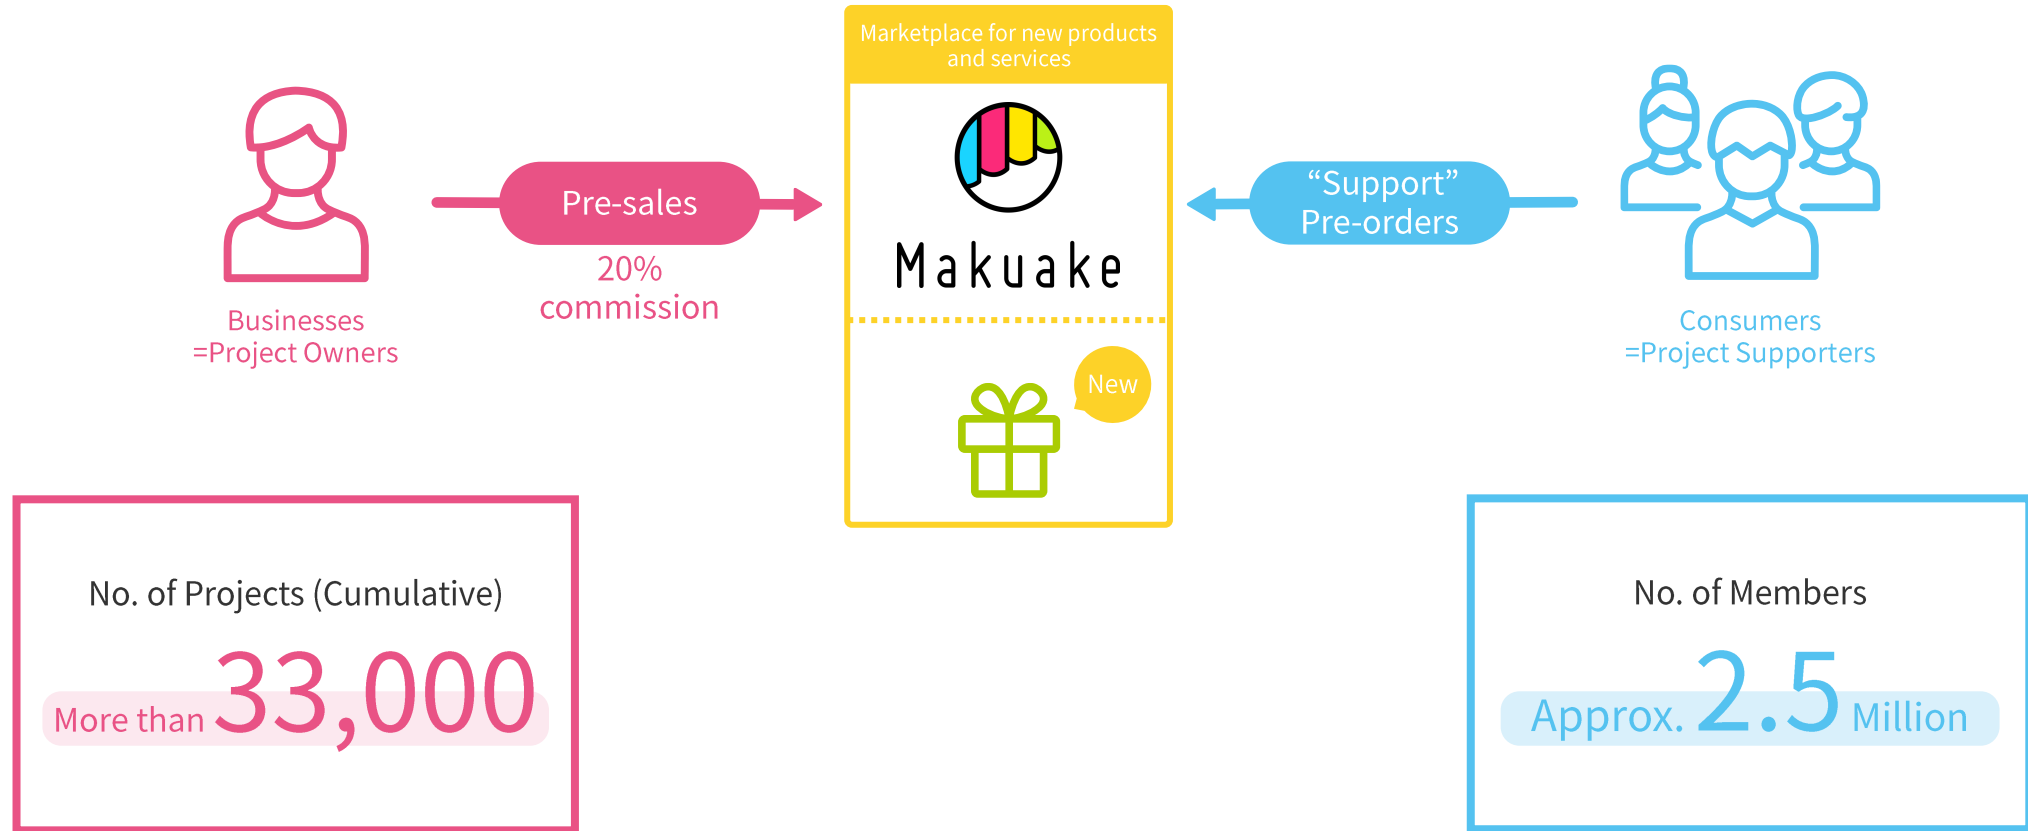 Marketplace for new products
and services
Makuake
New
Pre-sales
20%
commission
Businesses
=Project Owners
“Support”
Pre-orders
Consumers
=Project Supporters
No. of Projects (Cumulative)
More than 33,000
No. of Members
Approx. 2.5 Million